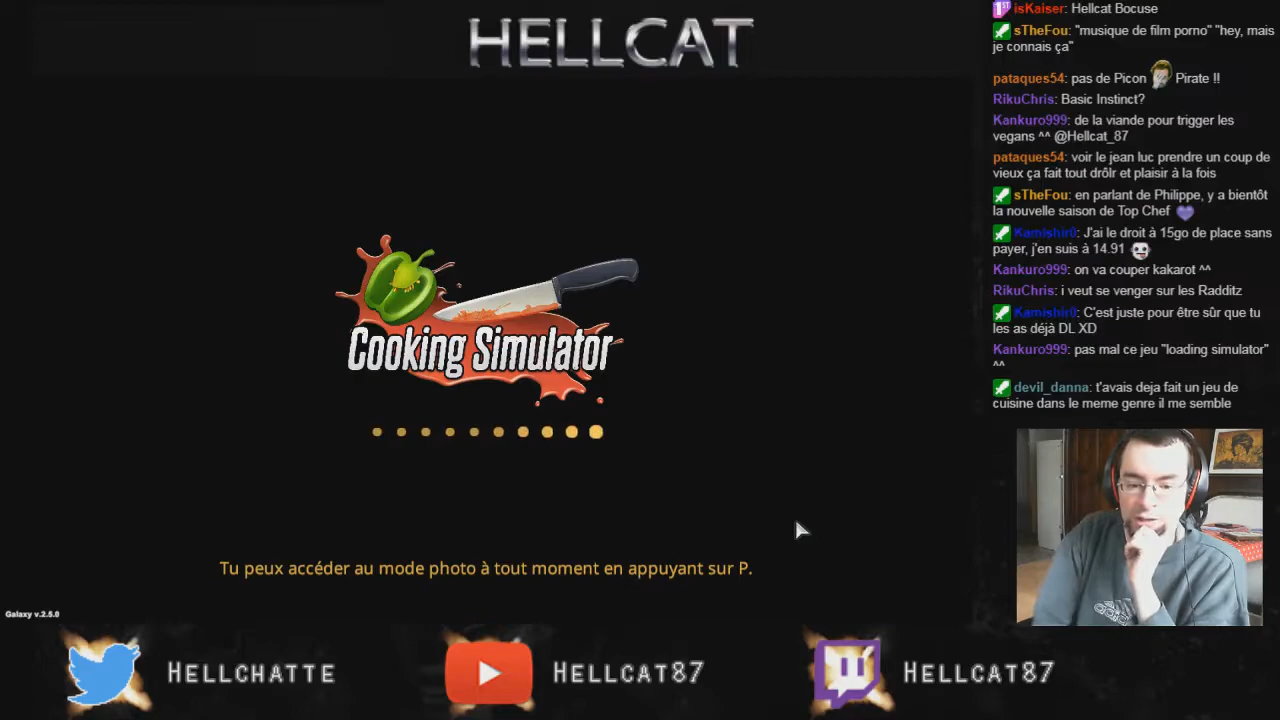 HELLCAT
Cooking Simulator
Tu peux accéder au mode photo à tout moment en appuyant sur P.
Galaxy v.2.5.0
HELLCHATTE
HELLCAT87
HELLCAT87
1ST isKaiser: Hellcat Bocuse
sTheFou: "musique de film porno" "hey, mais
je connais ça"
pataques54: pas de Picon Pirate !!
RikuChris: Basic Instinct?
Kankuro999: de la viande pour trigger les
vegans ^^ @Hellcat_87
pataques54: voir le jean luc prendre un coup de
vieux ça fait tout drôlr et plaisir à la fois
sTheFou: en parlant de Philippe, y a bientôt
la nouvelle saison de Top Chef
Kamishir0: J'ai le droit à 15go de place sans
payer, j'en suis à 14.91
Kankuro999: on va couper kakarot ^^
RikuChris: i veut se venger sur les Radditz
Kamishir0: C'est juste pour être sûr que tu
les as déjà DL XD
Kankuro999: pas mal ce jeu "loading simulator"
^^
devil_danna: t'avais deja fait un jeu de
cuisine dans le meme genre il me semble
adidas